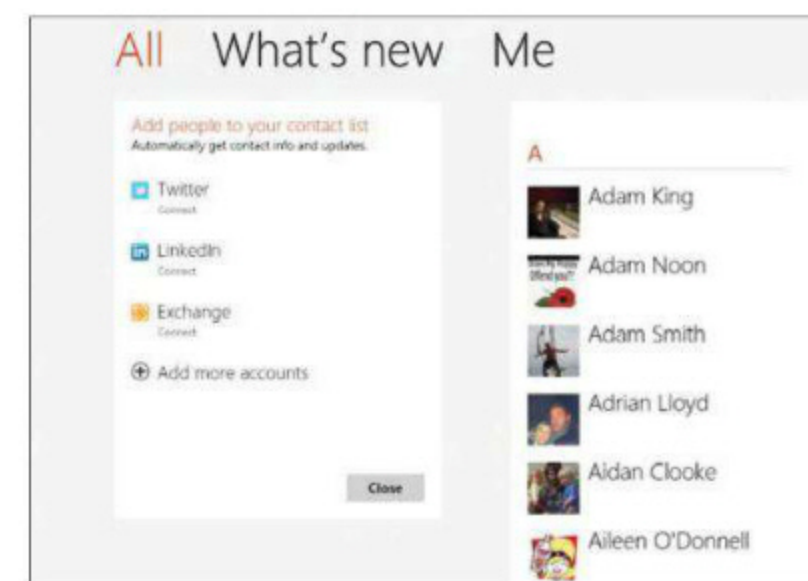 All What's new Me
Add people to your contact list
Automatically get contact info and updates.
Twitter
Connect
LinkedIn
Connect
Exchange
Connect
Add more accounts
Close
A
Adam King
Adam Noon
Adam Smith
Adrian Lloyd
Aidan Clooke
Aileen O'Donnell